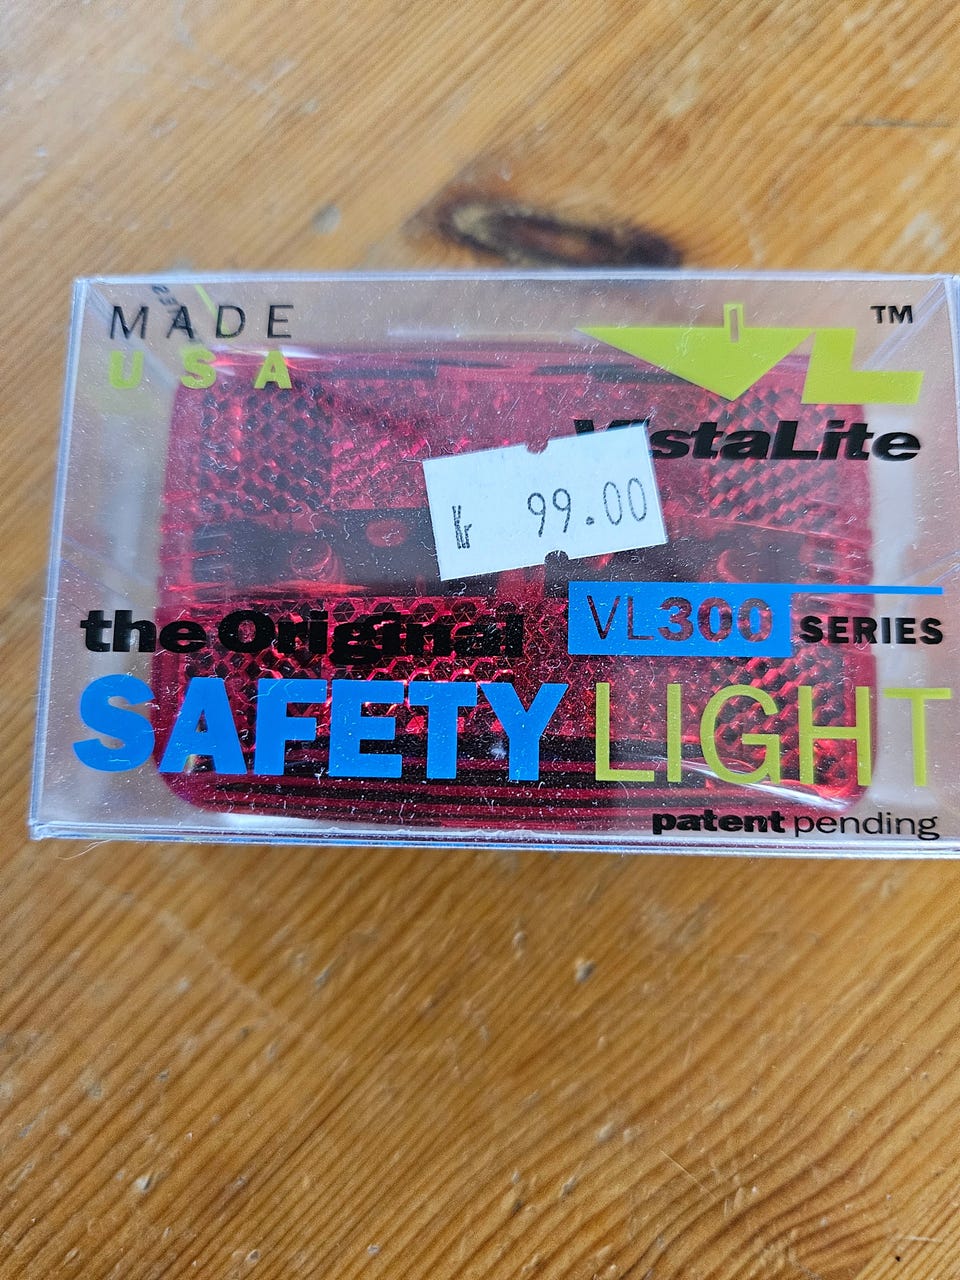 MADE
USA
TM
VistaLite
Kr 99.00
VL300 SERIES
the Original
SAFETY LIGHT
patent pending